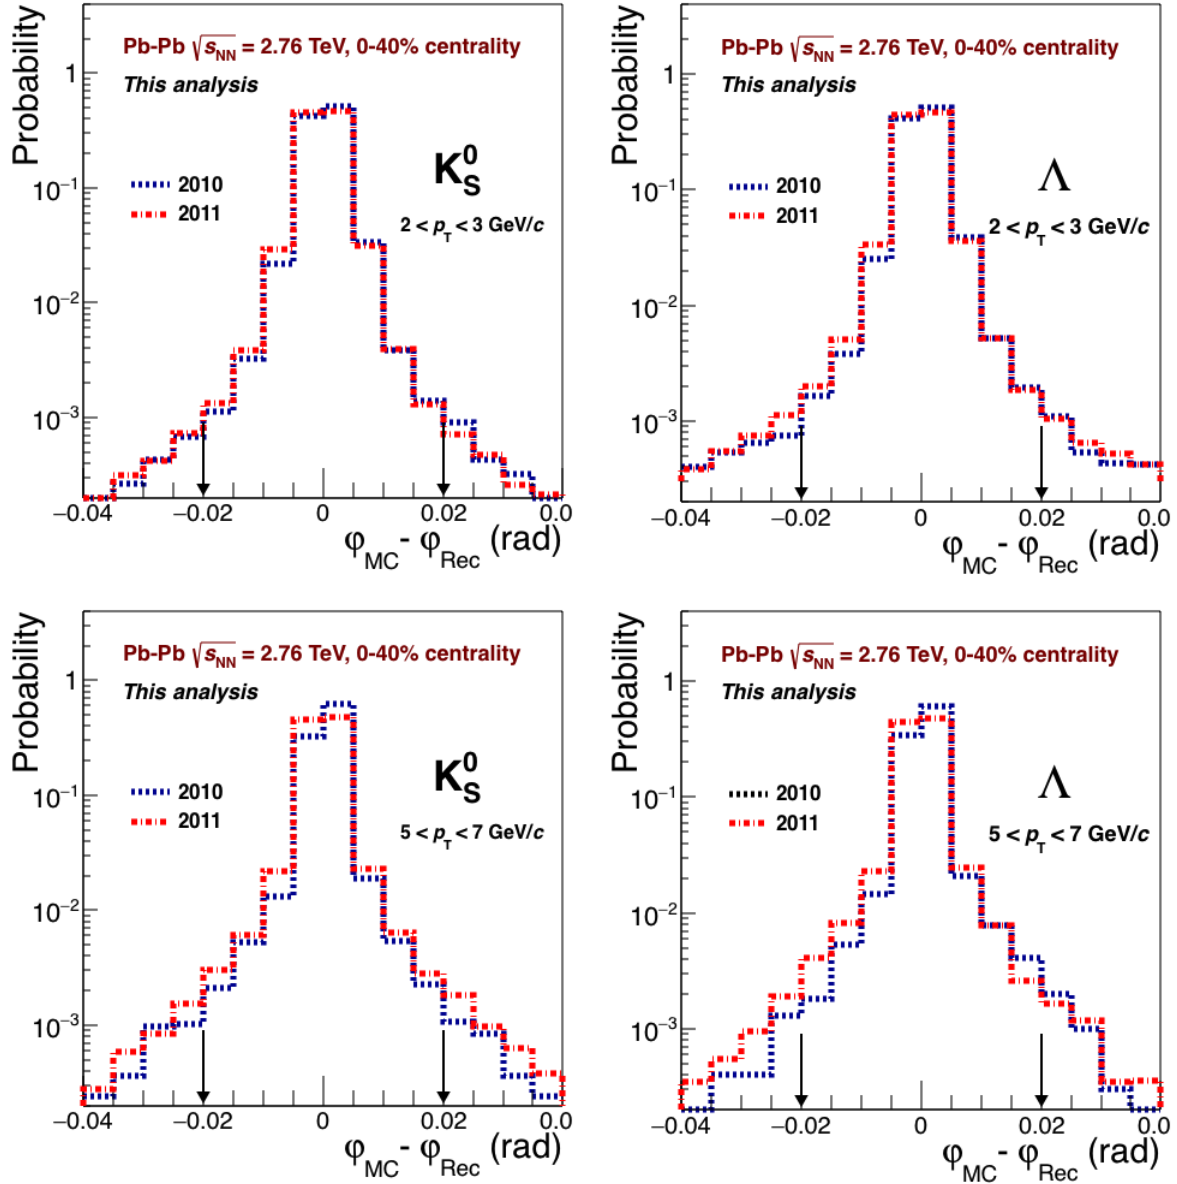 Probability
Pb-Pb √sNN = 2.76 TeV, 0-40% centrality
This analysis
1
10−1
10−2
10−3
2010
2011
K0S
2 < pT < 3 GeV/c
−0.04 −0.02 0 0.02 0.0
φMC - φRec (rad)
Probability
Pb-Pb √sNN = 2.76 TeV, 0-40% centrality
This analysis
1
10−1
10−2
10−3
2010
2011
Λ
2 < pT < 3 GeV/c
−0.04 −0.02 0 0.02 0.0
φMC - φRec (rad)
Probability
Pb-Pb √sNN = 2.76 TeV, 0-40% centrality
This analysis
1
10−1
10−2
10−3
2010
2011
K0S
5 < pT < 7 GeV/c
−0.04 −0.02 0 0.02 0.0
φMC - φRec (rad)
Probability
Pb-Pb √sNN = 2.76 TeV, 0-40% centrality
This analysis
1
10−1
10−2
10−3
2010
2011
Λ
5 < pT < 7 GeV/c
−0.04 −0.02 0 0.02 0.0
φMC - φRec (rad)